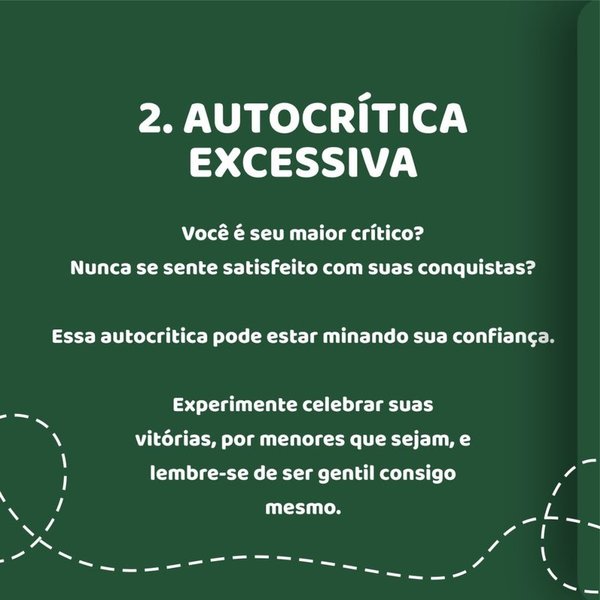 2. AUTOCRÍTICA
EXCESSIVA
Você é seu maior crítico?
Nunca se sente satisfeito com suas conquistas?
Essa autocritica pode estar minando sua confiança.
Experimente celebrar suas
vitórias, por menores que sejam, e
lembre-se de ser gentil consigo
mesmo.